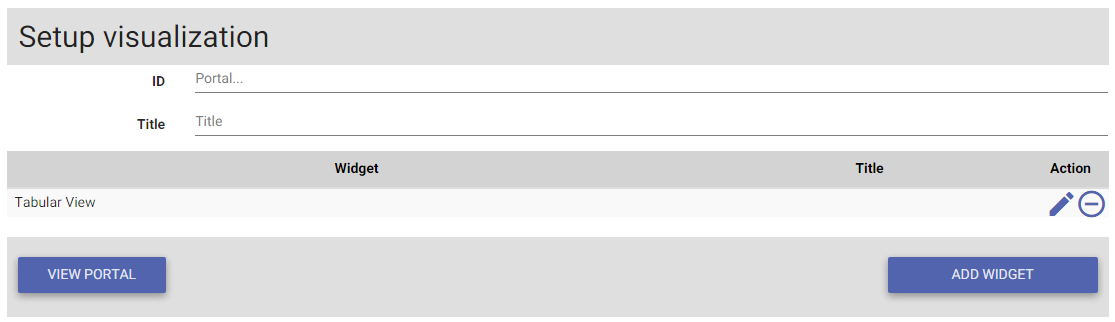 Setup visualization
ID Portal...
Title Title
Widget Title Action
Tabular View
VIEW PORTAL ADD WIDGET